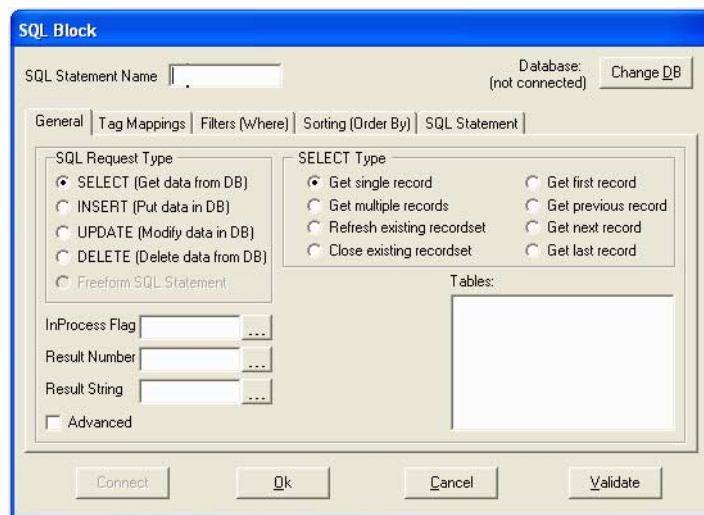 SQL Block
SQL Statement Name
Database:
(not connected)
Change DB
General
Tag Mappings
Filters (Where)
Sorting (Order By)
SQL Statement
SQL Request Type
SELECT (Get data from DB)
INSERT (Put data in DB)
UPDATE (Modify data in DB)
DELETE (Delete data from DB)
Freeform SQL Statement
SELECT Type
Get single record
Get multiple records
Refresh existing recordset
Close existing recordset
Get first record
Get previous record
Get next record
Get last record
Tables:
InProcess Flag
...
Result Number
...
Result String
...
Advanced
Connect
Ok
Cancel
Validate